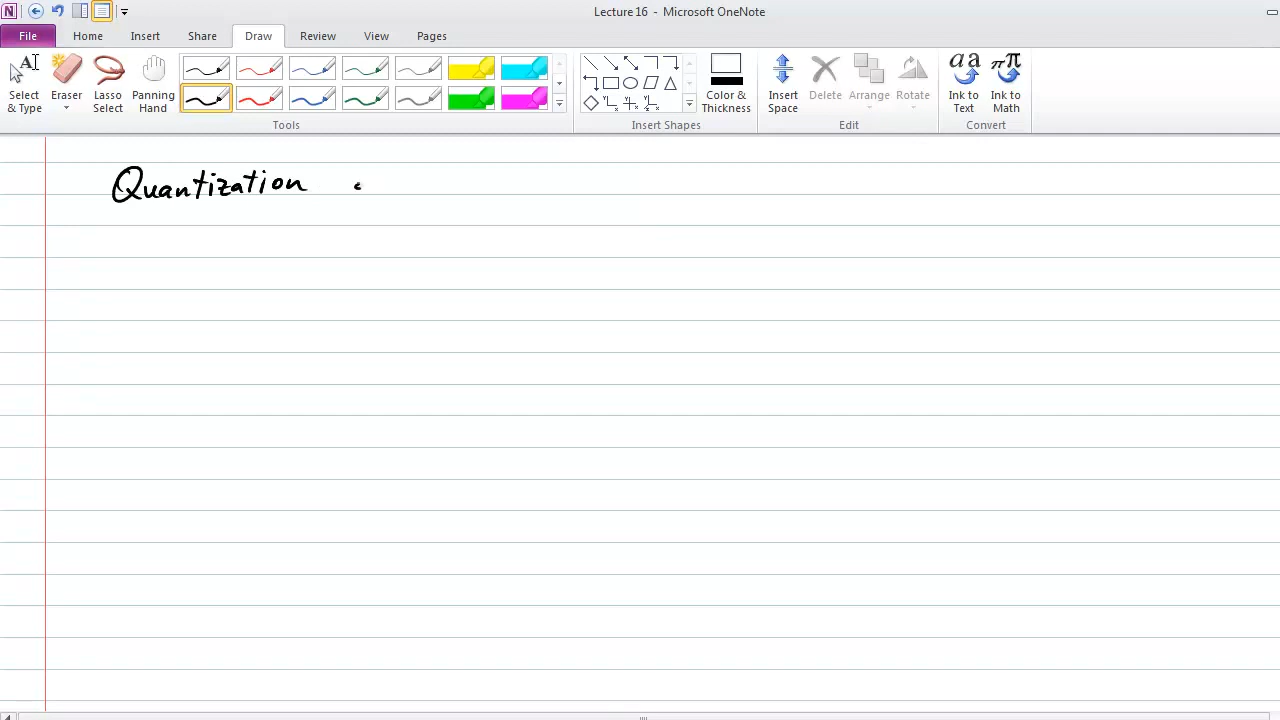 Lecture 16 - Microsoft OneNote
File Home Insert Share Draw Review View Pages
Select & Type Eraser Lasso Select Panning Hand Color & Thickness Insert Space Delete Arrange Rotate Ink to Text Ink to Math
Tools Insert Shapes Edit Convert
Quantization